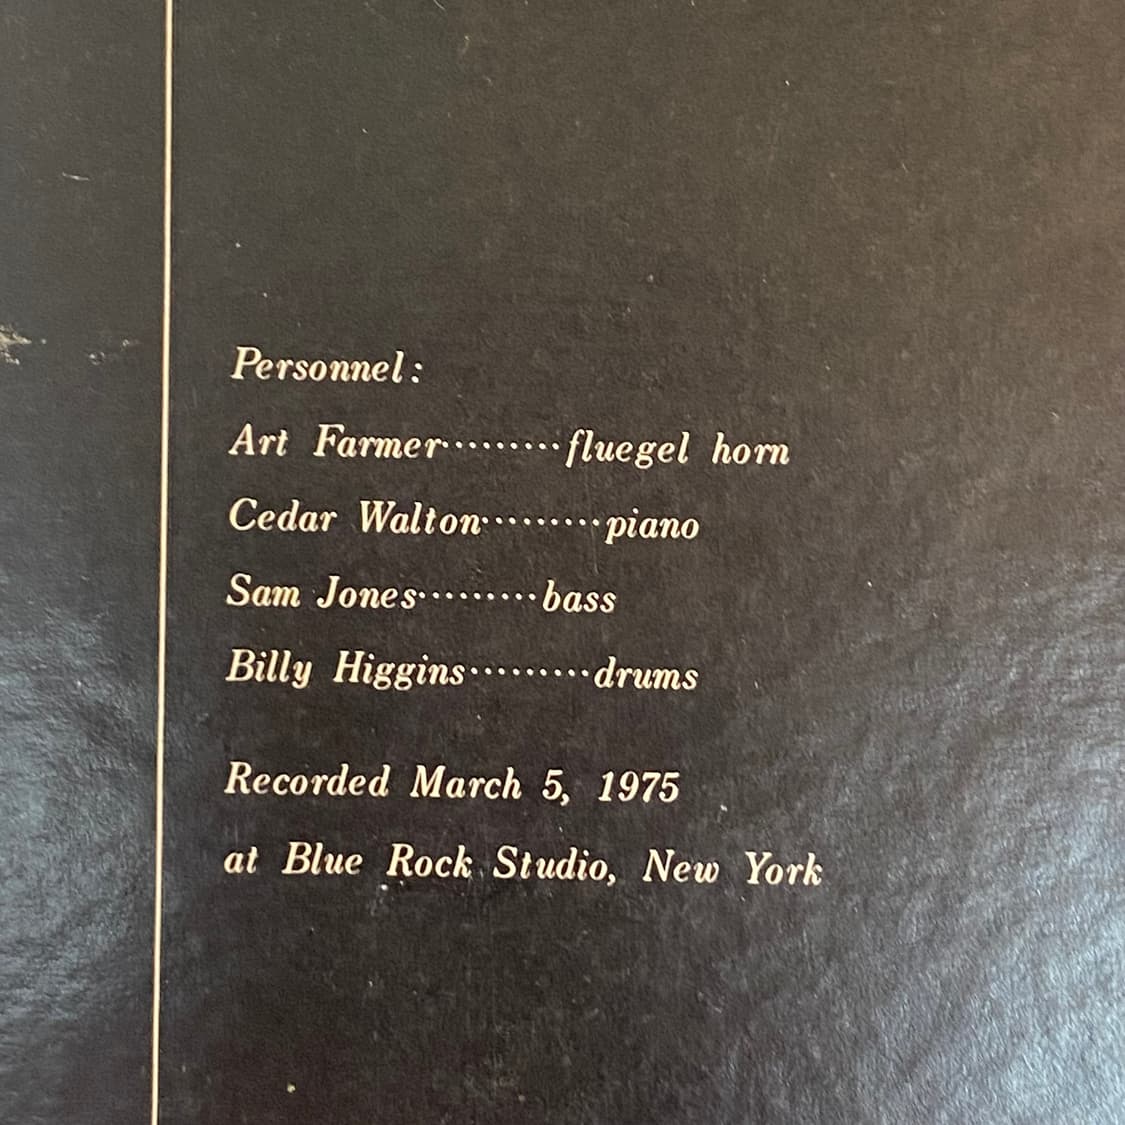 Personnel:
Art Farmer·········fluegel horn
Cedar Walton·········piano
Sam Jones·········bass
Billy Higgins·········drums
Recorded March 5, 1975
at Blue Rock Studio, New York